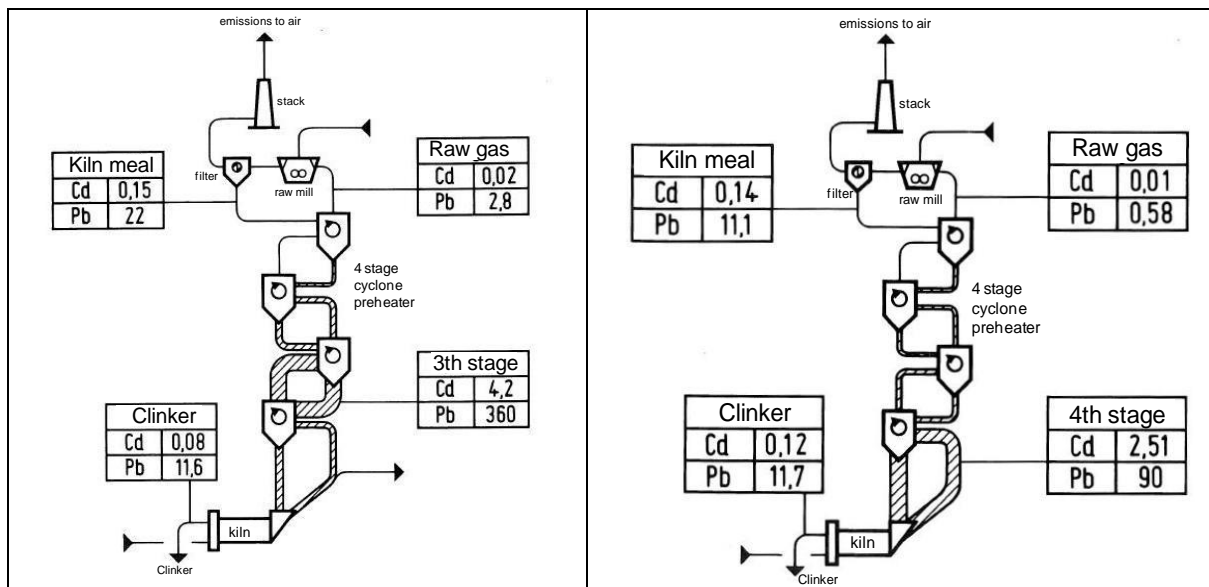 emissions to air
stack
Kiln meal
Cd 0,15
Pb 22
filter
raw mill
Raw gas
Cd 0,02
Pb 2,8
4 stage
cyclone
preheater
3th stage
Cd 4,2
Pb 360
Clinker
Cd 0,08
Pb 11,6
kiln
Clinker
emissions to air
stack
Kiln meal
Cd 0,14
Pb 11,1
filter
raw mill
Raw gas
Cd 0,01
Pb 0,58
4 stage
cyclone
preheater
Clinker
Cd 0,12
Pb 11,7
4th stage
Cd 2,51
Pb 90
kiln
Clinker